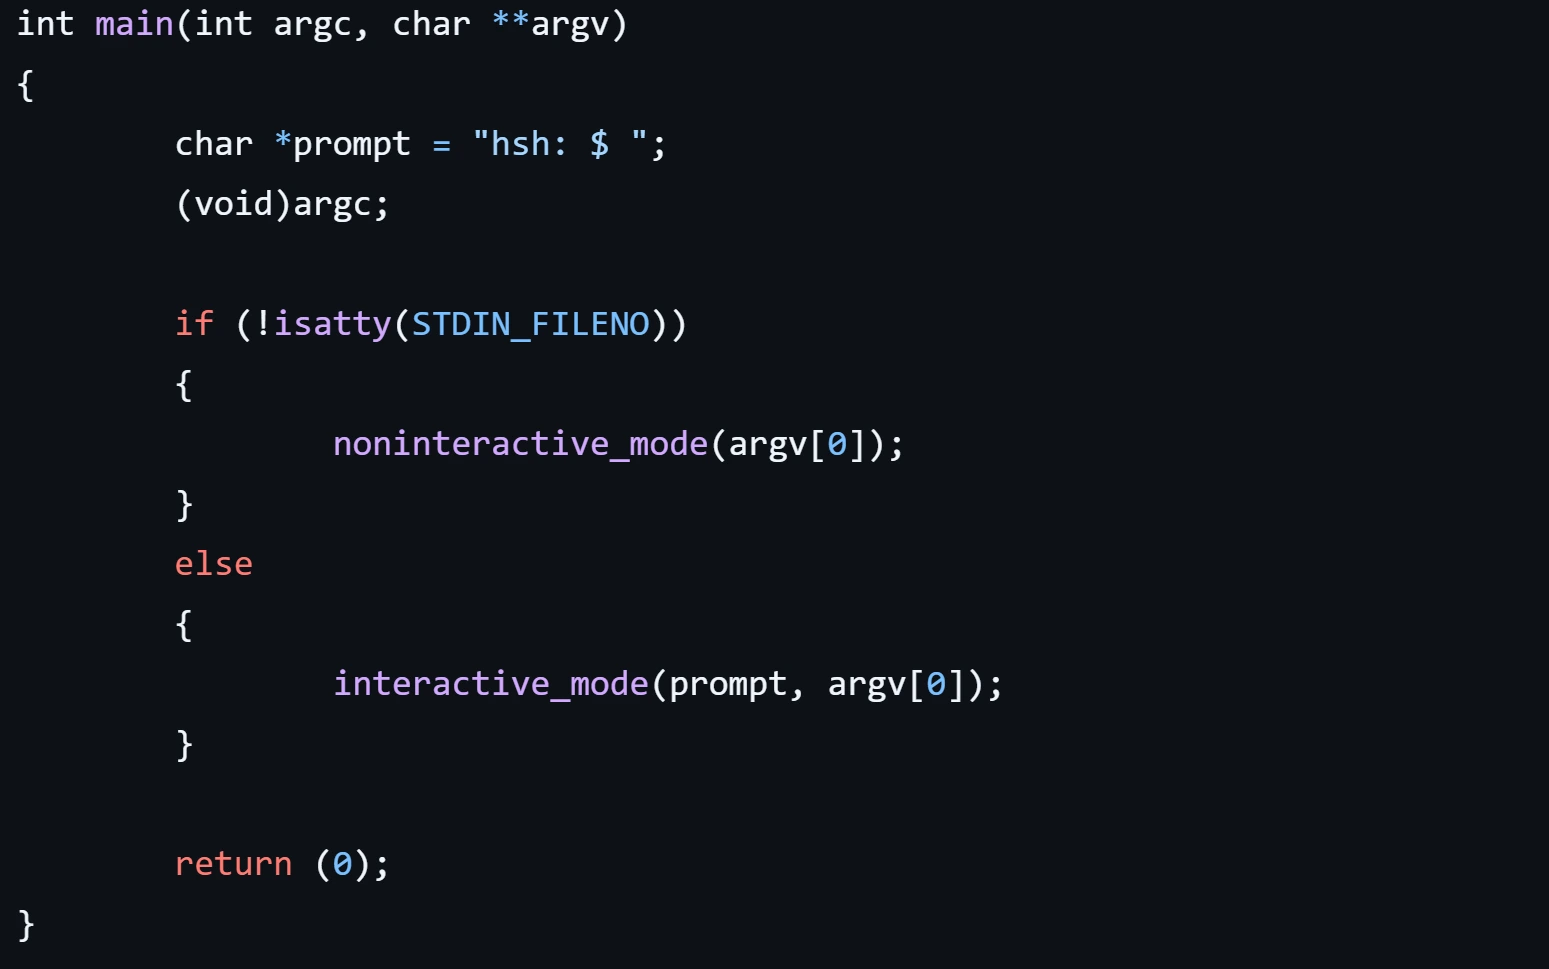 int main(int argc, char **argv)
{
        char *prompt = "hsh: $ ";
        (void)argc;

        if (!isatty(STDIN_FILENO))
        {
                noninteractive_mode(argv[0]);
        }
        else
        {
                interactive_mode(prompt, argv[0]);
        }

        return (0);
}